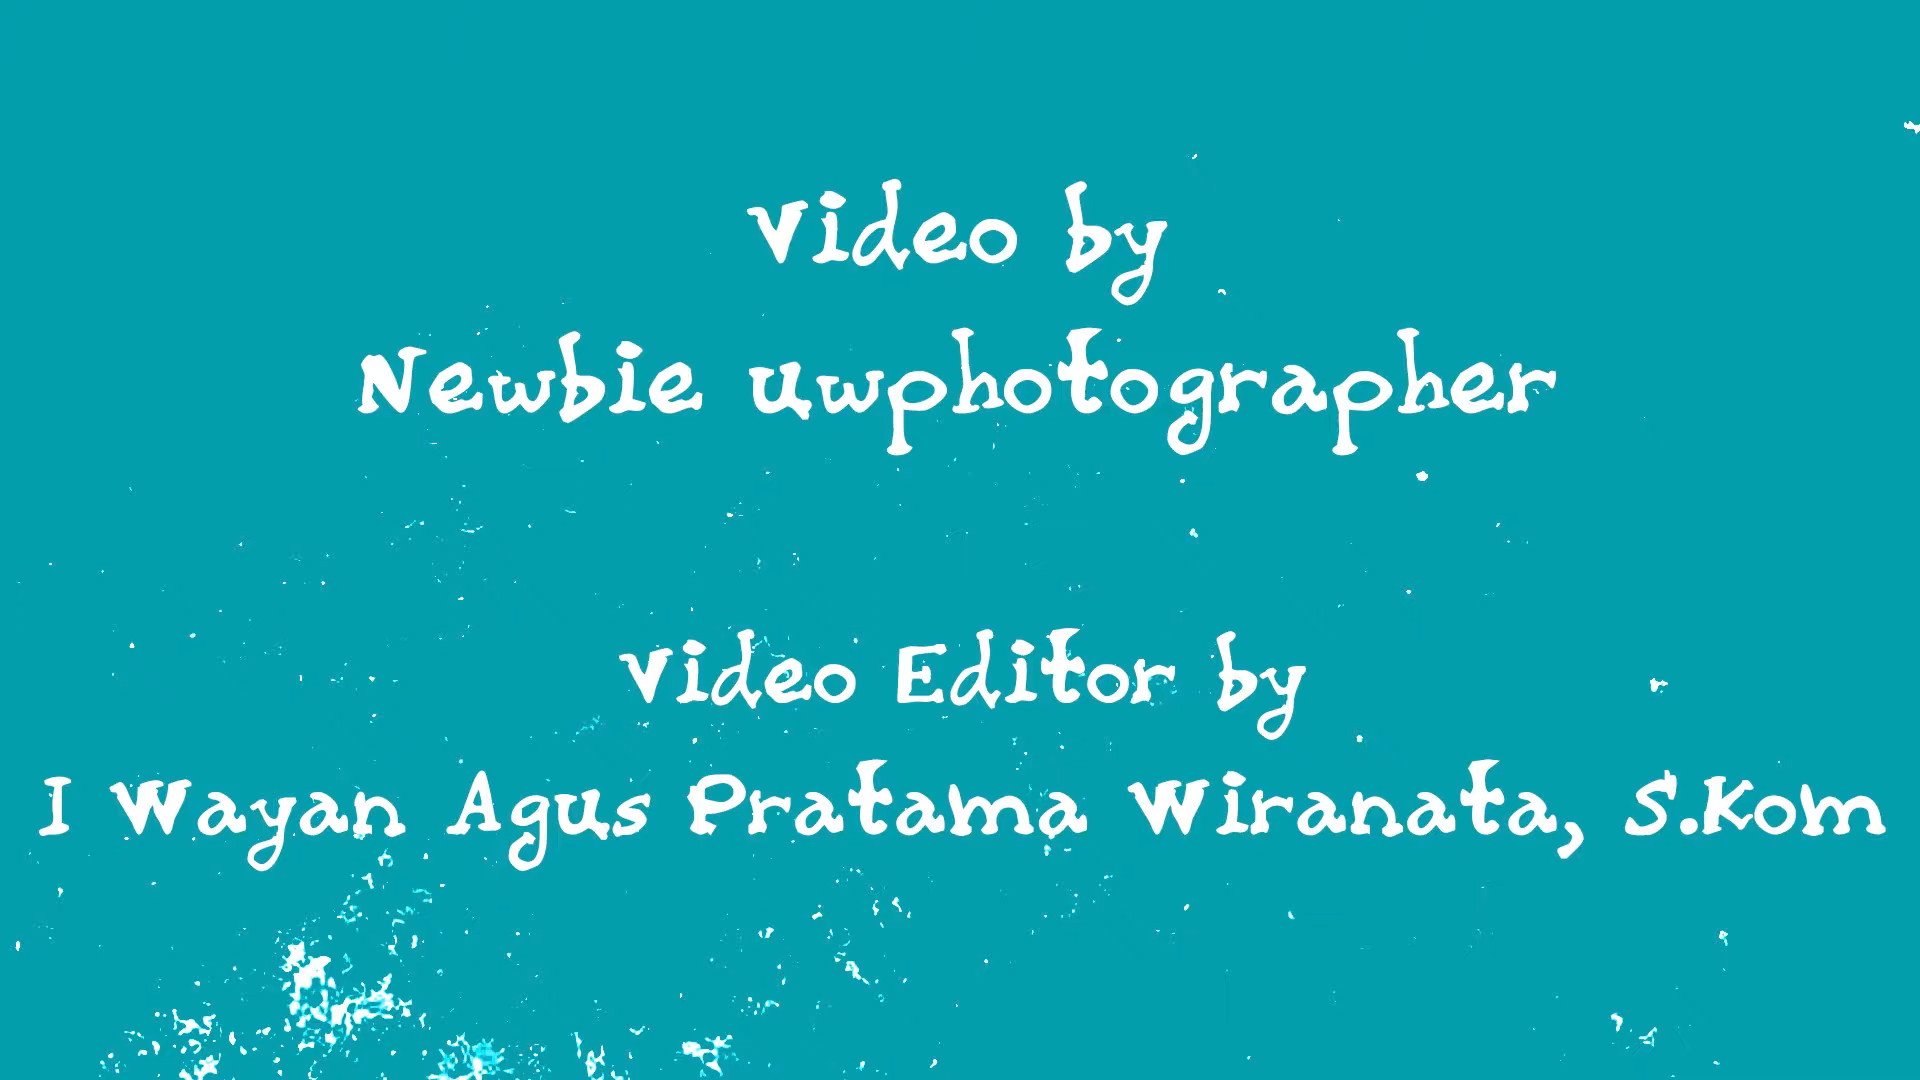 Video by
Newbie uwphotographer
Video Editor by
I Wayan Agus Pratama Wiranata, S.Kom